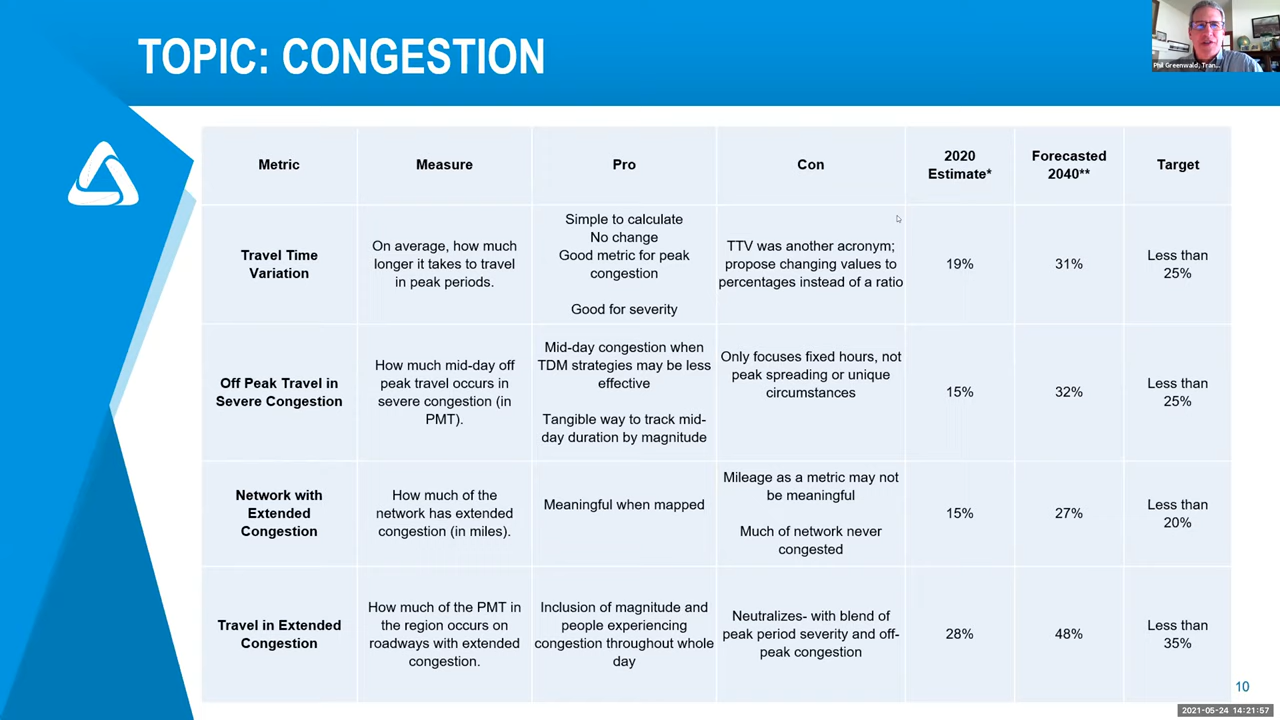 TOPIC: CONGESTION
Phil Greenwald, Tran...
Metric
Measure
Pro
Con
2020
Estimate*
Forecasted
2040**
Target
Travel Time
Variation
On average, how much
longer it takes to travel
in peak periods.
Simple to calculate
No change
Good metric for peak
congestion
Good for severity
TTV was another acronym;
propose changing values to
percentages instead of a ratio
19%
31%
Less than
25%
Off Peak Travel in
Severe Congestion
How much mid-day off
peak travel occurs in
severe congestion (in
PMT).
Mid-day congestion when
TDM strategies may be less
effective
Tangible way to track mid-
day duration by magnitude
Only focuses fixed hours, not
peak spreading or unique
circumstances
15%
32%
Less than
25%
Network with
Extended
Congestion
How much of the
network has extended
congestion (in miles).
Meaningful when mapped
Mileage as a metric may not
be meaningful
Much of network never
congested
15%
27%
Less than
20%
Travel in Extended
Congestion
How much of the PMT in
the region occurs on
roadways with extended
congestion.
Inclusion of magnitude and
people experiencing
congestion throughout whole
day
Neutralizes- with blend of
peak period severity and off-
peak congestion
28%
48%
Less than
35%
10
2021-05-24 14:21:57